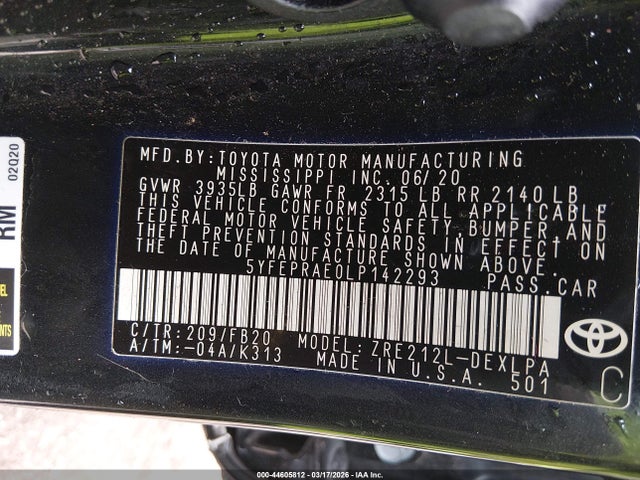 MFD.BY:TOYOTA MOTOR MANUFACTURING
MISSISSIPPI INC. 06/20
GVWR 3935LB GAWR FR 2315 LB RR 2140 LB
THIS VEHICLE CONFORMS TO ALL APPLICABLE
FEDERAL MOTOR VEHICLE SAFETY, BUMPER, AND
THEFT PREVENTION STANDARDS IN EFFECT ON
THE DATE OF MANUFACTURE SHOWN ABOVE.
5YFEPRAE0LP142293 PASS.CAR
C/TR:209/FB20 MODEL:ZRE212L-DEXLPA
A/TM:-04A/K313 MADE IN U.S.A. 501
C
02Q20
RM
000-44605812 - 03/17/2026 - IAA Inc.